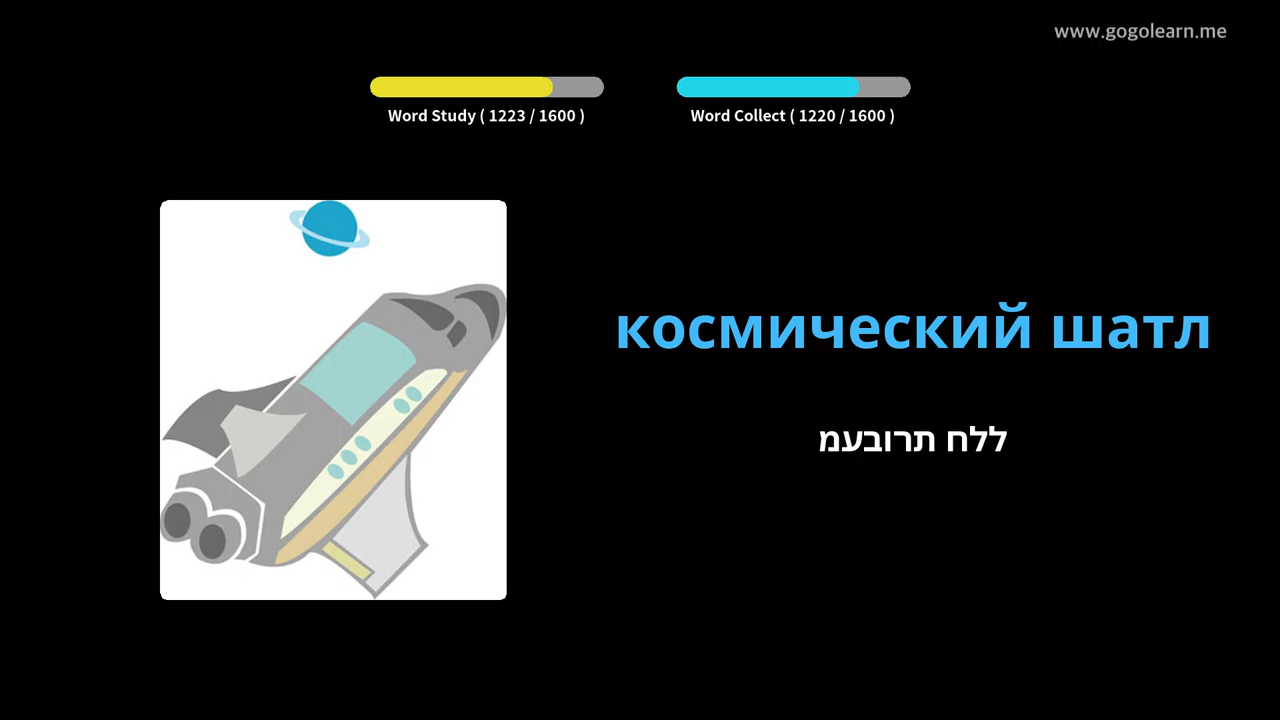 www.gogolearn.me
Word Study ( 1223 / 1600 )
Word Collect ( 1220 / 1600 )
космический шатл
ללח תרובעמ